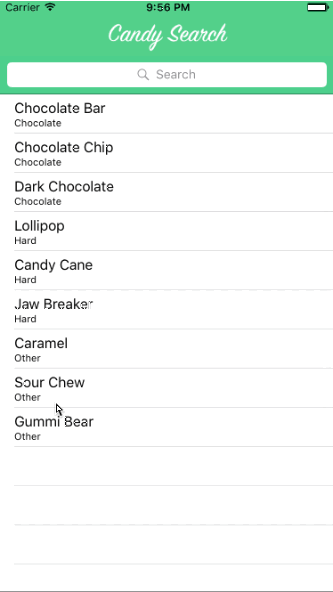 Carrier 9:56 PM
Candy Search
Search
Chocolate Bar
Chocolate
Chocolate Chip
Chocolate
Dark Chocolate
Chocolate
Lollipop
Hard
Candy Cane
Hard
Jaw Breaker
Hard
Caramel
Other
Sour Chew
Other
Gummi Bear
Other